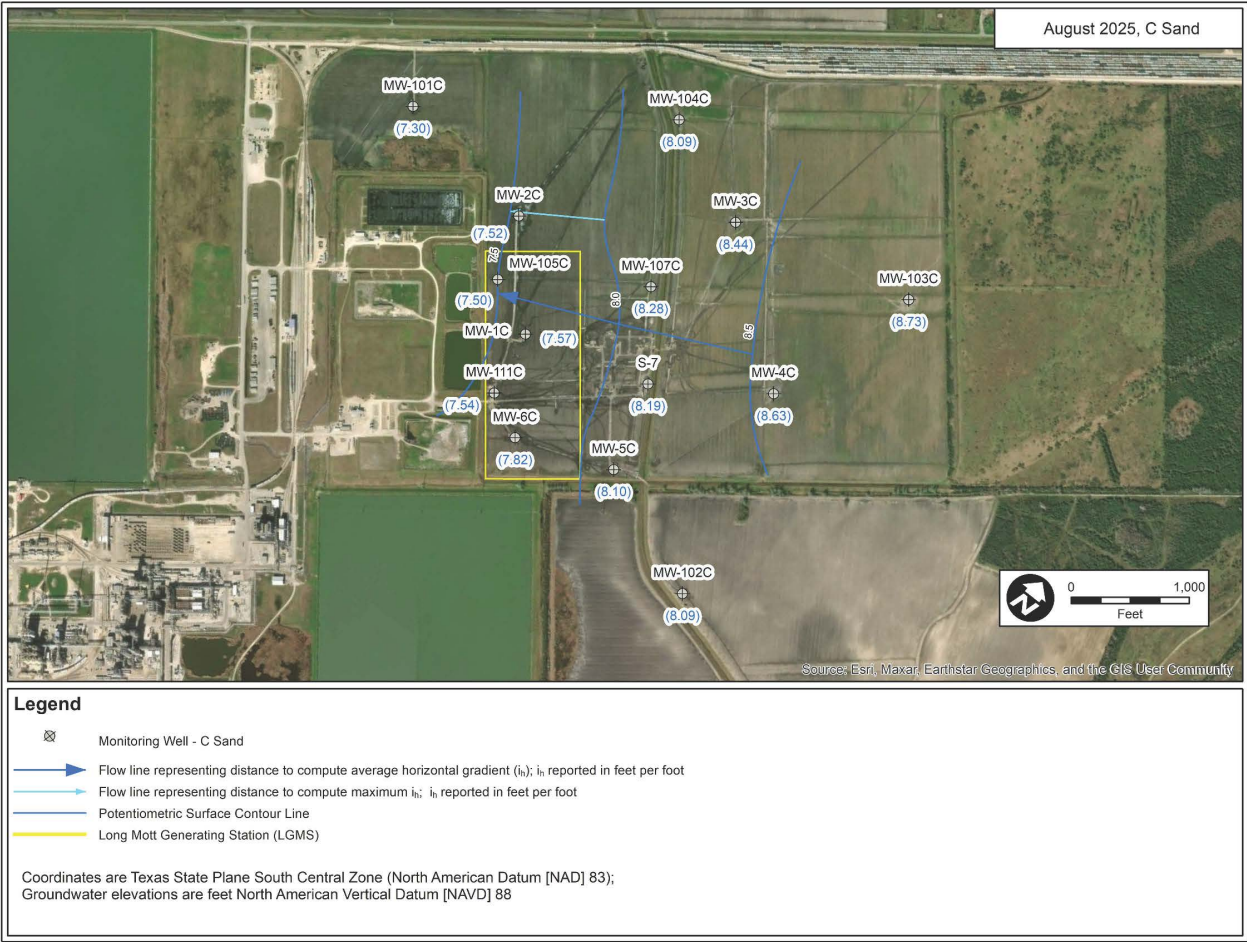 August 2025, C Sand
MW-101C
(7.30)
MW-104C
(8.09)
MW-2C
(7.52)
MW-3C
(8.44)
7.5
MW-105C
(7.50)
MW-107C
(8.28)
MW-103C
(8.73)
8.0
8.5
MW-1C
(7.57)
MW-111C
(7.54)
S-7
(8.19)
MW-4C
(8.63)
MW-6C
(7.82)
MW-5C
(8.10)
MW-102C
(8.09)
N
0 1,000
Feet
Source: Esri, Maxar, Earthstar Geographics, and the GIS User Community
Legend
Monitoring Well - C Sand
Flow line representing distance to compute average horizontal gradient (iₕ); iₕ reported in feet per foot
Flow line representing distance to compute maximum iₕ; iₕ reported in feet per foot
Potentiometric Surface Contour Line
Long Mott Generating Station (LGMS)
Coordinates are Texas State Plane South Central Zone (North American Datum [NAD] 83);
Groundwater elevations are feet North American Vertical Datum [NAVD] 88